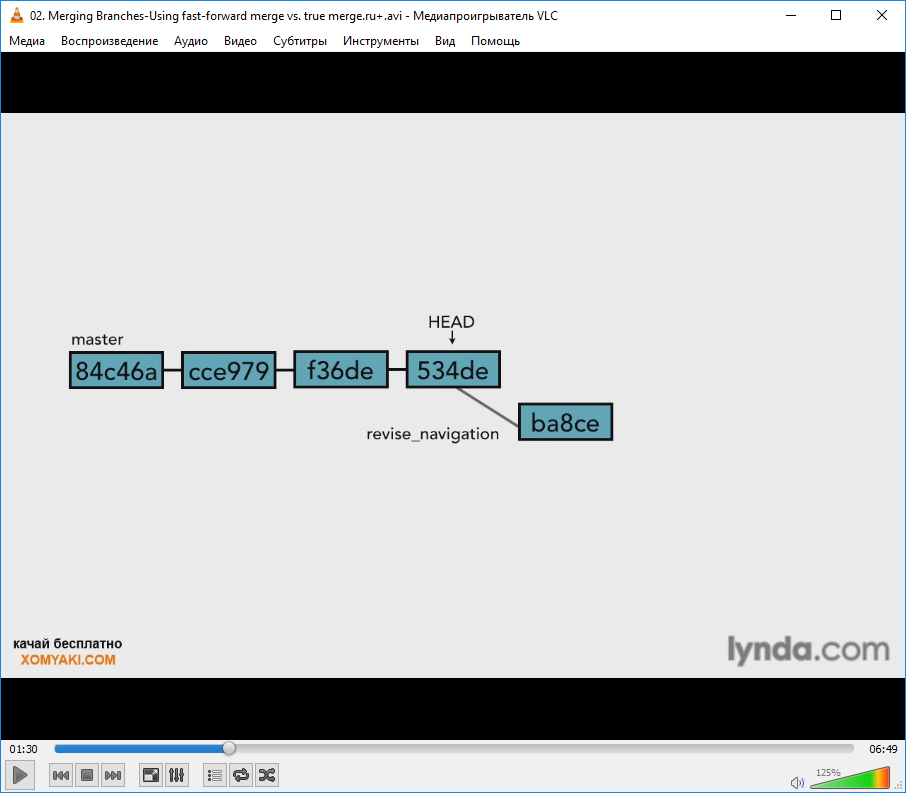 02. Merging Branches-Using fast-forward merge vs. true merge.ru+.avi - Медиапроигрыватель VLC
Медиа Воспроизведение Аудио Видео Субтитры Инструменты Вид Помощь
HEAD
master
84c46a cce979 f36de 534de
ba8ce
revise_navigation
качай бесплатно
XOMYAKI.COM
lynda.com
01:30 06:49
125%